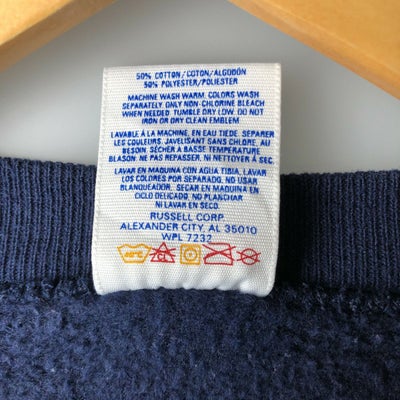 50% COTTON/COTON/ALGODÓN
50% POLYESTER/POLIESTER
MACHINE WASH WARM. COLORS WASH
SEPARATELY. ONLY NON-CHLORINE BLEACH
WHEN NEEDED. TUMBLE DRY LOW. DO NOT
IRON OR DRY CLEAN EMBLEM.
LAVABLE À LA MACHINE, EN EAU TIEDE. SEPARER
LES COULEURS. JAVELISANT SANS CHLORE, AU
BESOIN. SÉCHER À BASSE TEMPERATURE
BLASON. NE PAS REPASSER, NI NETTOYER À SEC.
LAVAR EN MAQUINA CON AGUA TIBIA, LAVAR
LOS COLORES POR SEPARADO. NO USAR
BLANQUEADOR. SECAR EN MAQUINA EN
CICLO DELICADO. NO PLANCHAR
NI LAVAR EN SECO.
RUSSELL CORP.
ALEXANDER CITY, AL 35010
WPL 7232
40°C CL